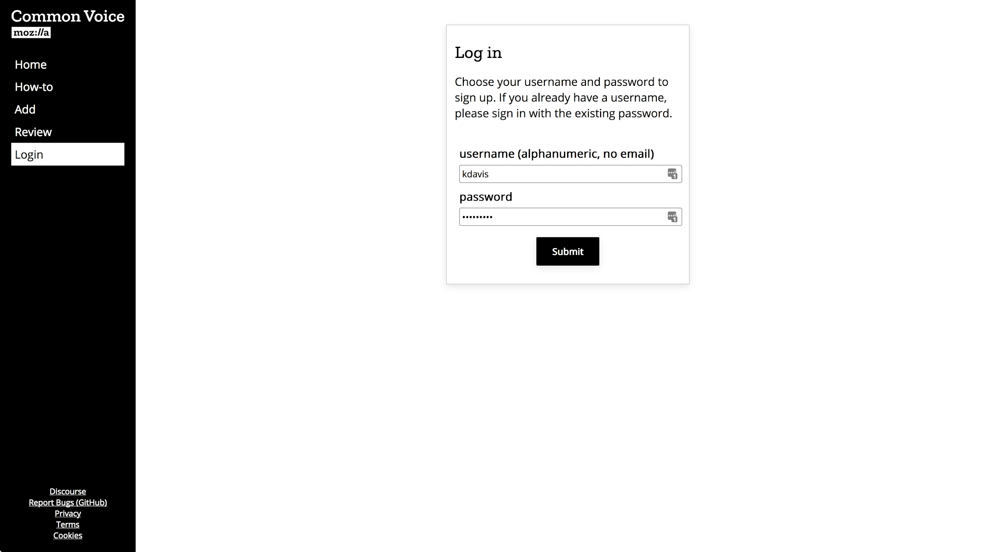 Common Voice
moz://a
Home
How-to
Add
Review
Login
Log in
Choose your username and password to
sign up. If you already have a username,
please sign in with the existing password.
username (alphanumeric, no email)
kdavis
1
password
•••••••••
1
Submit
Discourse
Report Bugs (GitHub)
Privacy
Terms
Cookies